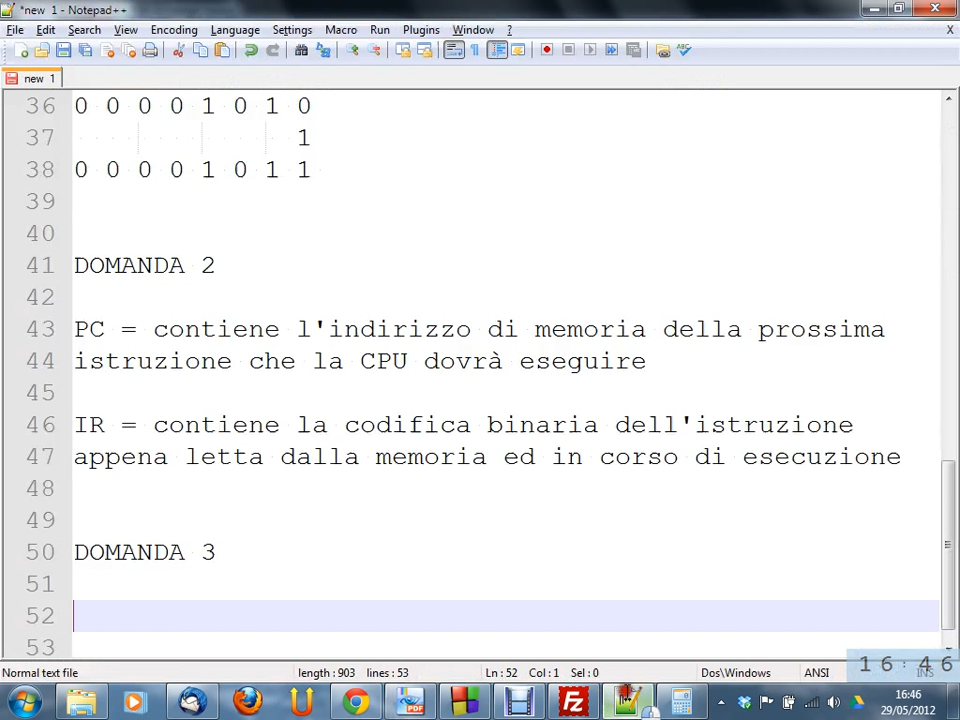 *new 1 - Notepad++
File Edit Search View Encoding Language Settings Macro Run Plugins Window ? X
new 1
36 0 0 0 0 1 0 1 0
37 1
38 0 0 0 0 1 0 1 1
39
40
41 DOMANDA 2
42
43 PC = contiene l'indirizzo di memoria della prossima
44 istruzione che la CPU dovrà eseguire
45
46 IR = contiene la codifica binaria dell'istruzione
47 appena letta dalla memoria ed in corso di esecuzione
48
49
50 DOMANDA 3
51
52
53
Normal text file length : 903 lines : 53 Ln : 52 Col : 1 Sel : 0 Dos\Windows ANSI INS
16:46
16:46
29/05/2012